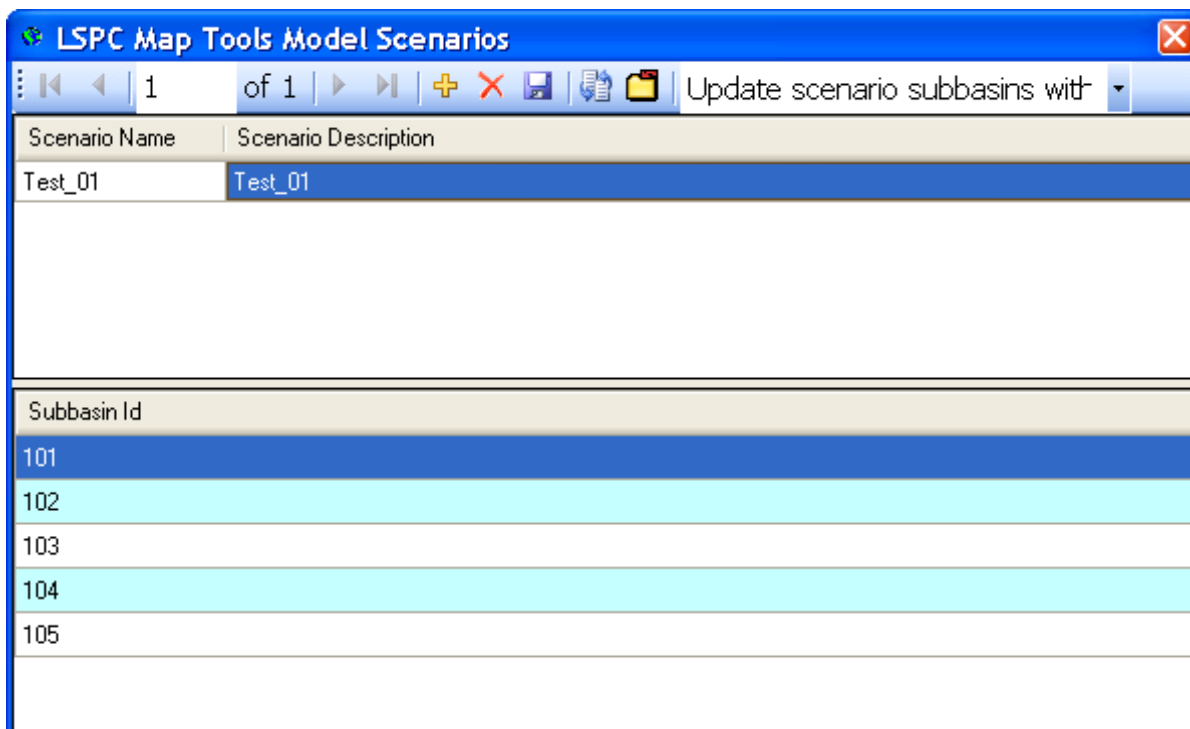 LSPC Map Tools Model Scenarios
1 of 1 Update scenario subbasins with
Scenario Name Scenario Description
Test_01 Test_01
Subbasin Id
101
102
103
104
105